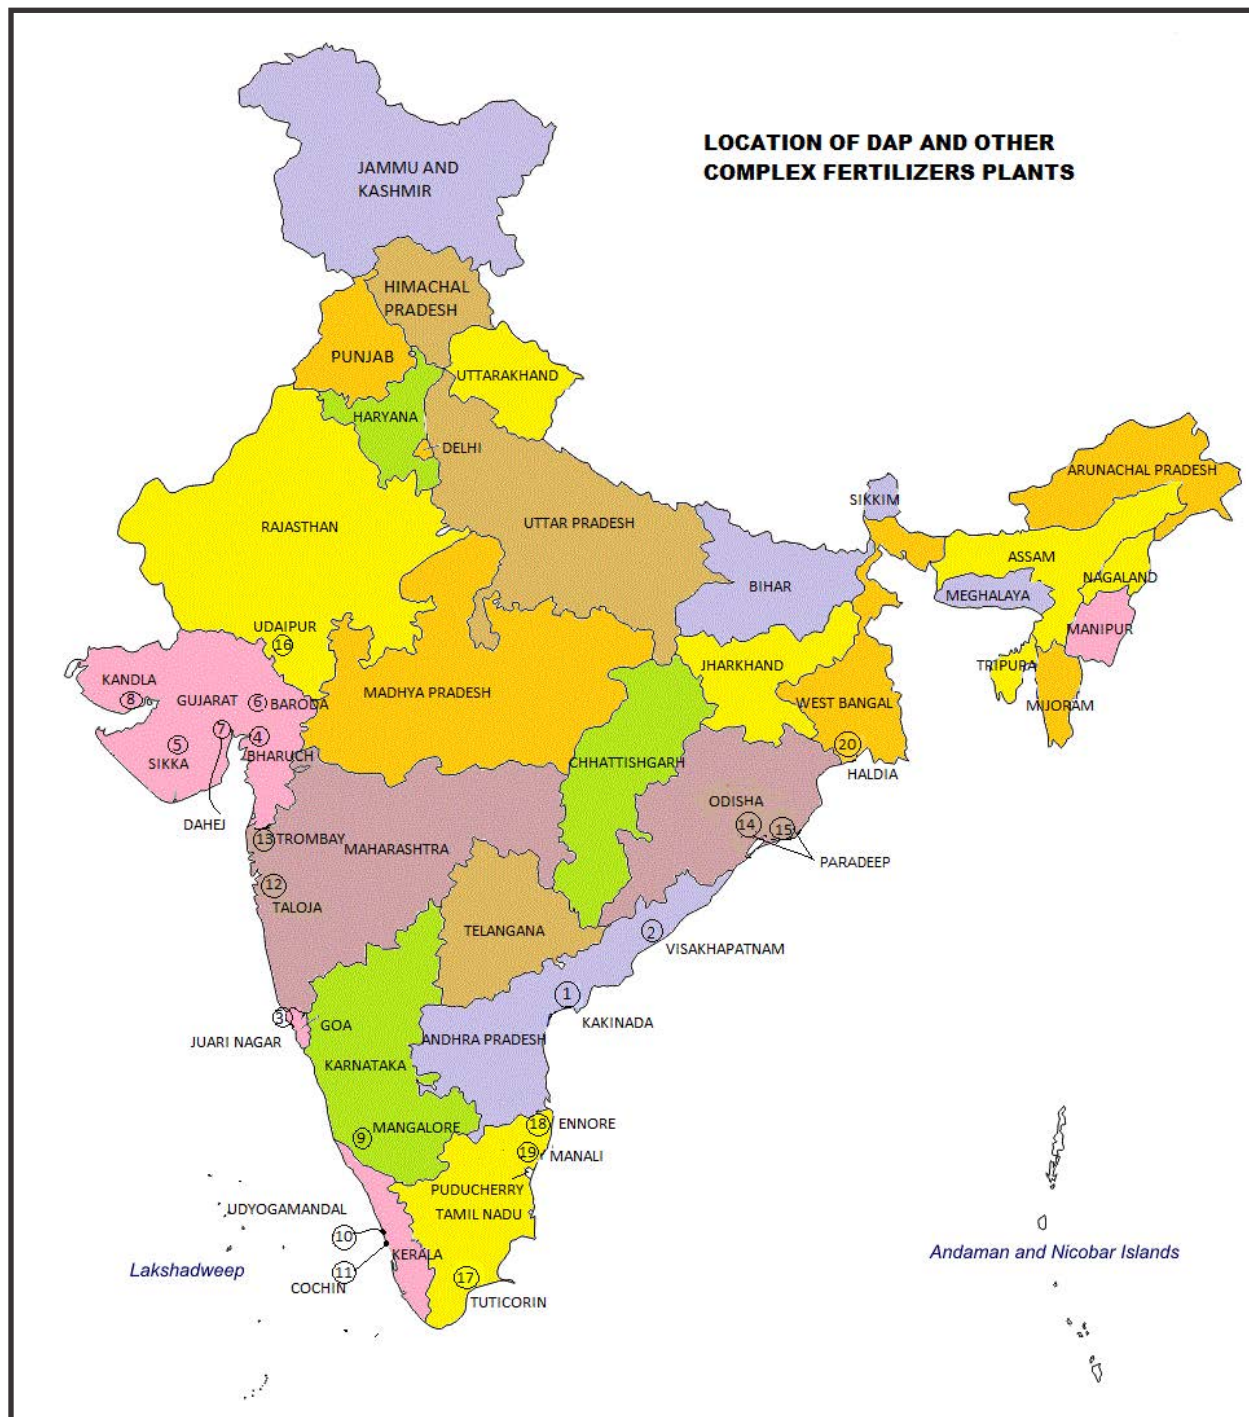 LOCATION OF DAP AND OTHER
COMPLEX FERTILIZERS PLANTS
JAMMU AND
KASHMIR
HIMACHAL
PRADESH
PUNJAB
UTTARAKHAND
HARYANA
DELHI
ARUNACHAL PRADESH
SIKKIM
RAJASTHAN
UTTAR PRADESH
ASSAM
NAGALAND
BIHAR
MEGHALAYA
UDAIPUR
16
MANIPUR
JHARKHAND
TRIPURA
KANDLA
8
GUJARAT
6
BARODA
MADHYA PRADESH
WEST BANGAL
MIJORAM
7
4
5
BHARUCH
SIKKA
20
HALDIA
CHHATTISHGARH
ODISHA
DAHEJ
14
15
13
TROMBAY
MAHARASHTRA
PARADEEP
12
TALOJA
TELANGANA
2
VISAKHAPATNAM
1
KAKINADA
3
GOA
JUARI NAGAR
ANDHRA PRADESH
KARNATAKA
18
ENNORE
9
MANGALORE
19
MANALI
PUDUCHERRY
TAMIL NADU
UDYOGAMANDAL
10
KERALA
Andaman and Nicobar Islands
Lakshadweep
11
COCHIN
17
TUTICORIN